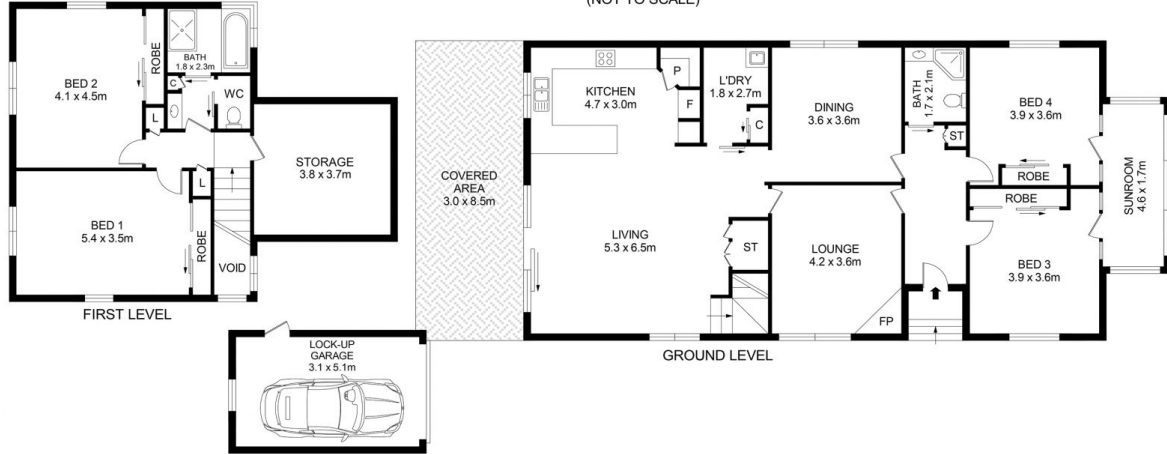 (NOT TO SCALE)
BED 2
4.1 x 4.5m
ROBE
BATH
1.8 x 2.3m
C
WC
L
L
STORAGE
3.8 x 3.7m
BED 1
5.4 x 3.5m
ROBE
VOID
FIRST LEVEL
LOCK-UP
GARAGE
3.1 x 5.1m
COVERED
AREA
3.0 x 8.5m
KITCHEN
4.7 x 3.0m
P
F
L'DRY
1.8 x 2.7m
C
DINING
3.6 x 3.6m
BATH
1.7 x 2.1m
ST
BED 4
3.9 x 3.6m
ROBE
ROBE
SUNROOM
4.6 x 1.7m
LIVING
5.3 x 6.5m
ST
LOUNGE
4.2 x 3.6m
FP
BED 3
3.9 x 3.6m
GROUND LEVEL